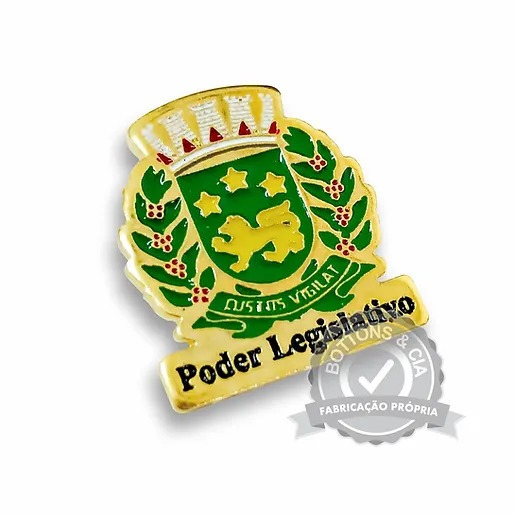 CUSTOS VIGILAT
Poder Legislativo
BOTTONS & CIA
FABRICAÇÃO PRÓPRIA